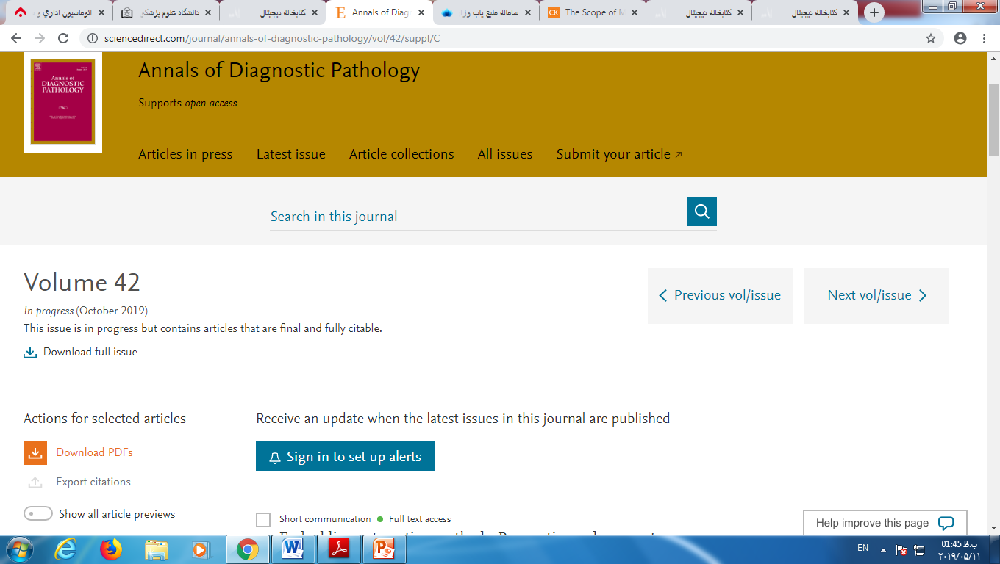 اتوماسیون اداري و
دانشگاه علوم پزشکی
کتابخانه دیجیتال
Annals of Diag
سامانه منبع یاب وزا
CK The Scope of M
کتابخانه دیجیتال
کتابخانه دیجیتال
sciencedirect.com/journal/annals-of-diagnostic-pathology/vol/42/suppl/C
Annals of
DIAGNOSTIC
PATHOLOGY
Annals of Diagnostic Pathology
Supports open access
Articles in press Latest issue Article collections All issues Submit your article ↗
Search in this journal
Volume 42
In progress (October 2019)
This issue is in progress but contains articles that are final and fully citable.
Download full issue
Previous vol/issue
Next vol/issue
Actions for selected articles
Download PDFs
Export citations
Show all article previews
Receive an update when the latest issues in this journal are published
Sign in to set up alerts
Short communication ● Full text access
Help improve this page
EN
01:45 ب.ظ
۲۰۱۹/۰۵/۱۱